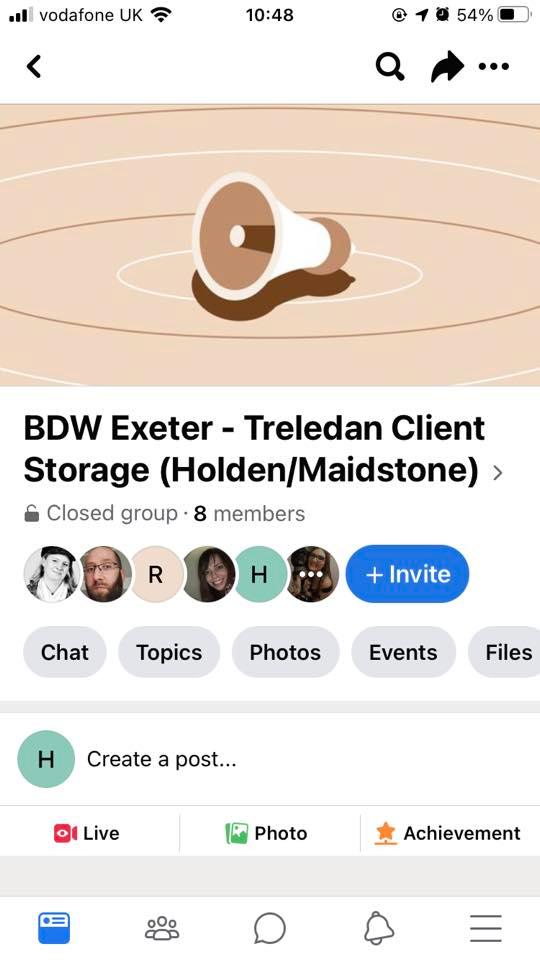 vodafone UK 10:48 54%
BDW Exeter - Treledan Client
Storage (Holden/Maidstone)
Closed group · 8 members
R H + Invite
Chat Topics Photos Events Files
H Create a post...
Live Photo Achievement